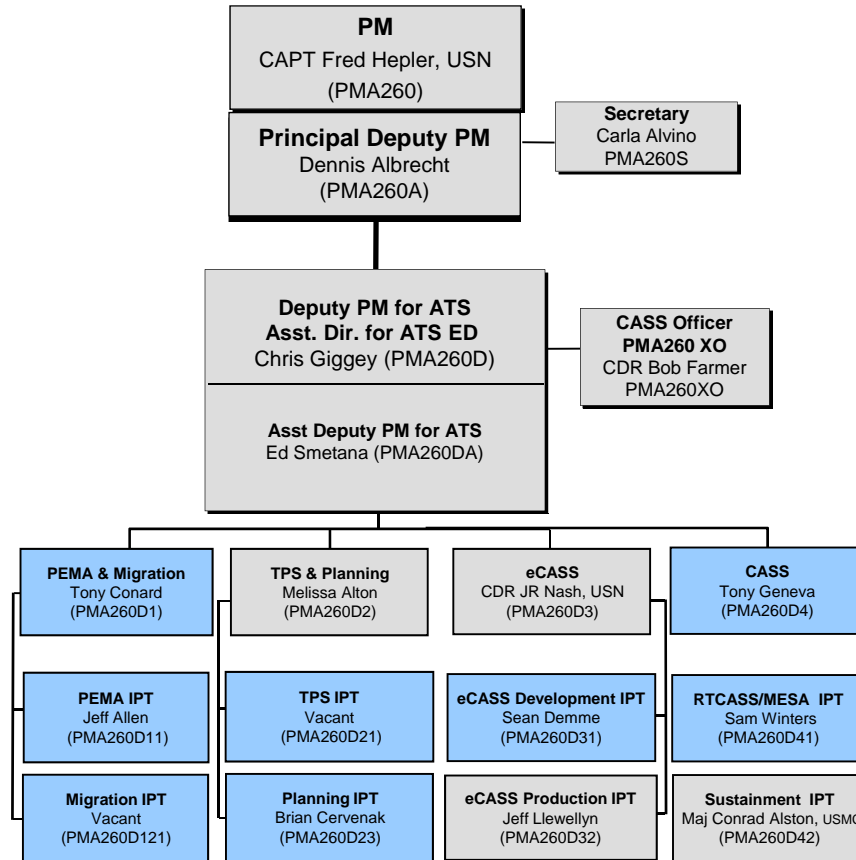 PM
CAPT Fred Hepler, USN
(PMA260)
Principal Deputy PM
Dennis Albrecht
(PMA260A)
Secretary
Carla Alvino
PMA260S
Deputy PM for ATS
Asst. Dir. for ATS ED
Chris Giggey (PMA260D)
CASS Officer
PMA260 XO
CDR Bob Farmer
PMA260XO
Asst Deputy PM for ATS
Ed Smetana (PMA260DA)
PEMA & Migration
Tony Conard
(PMA260D1)
TPS & Planning
Melissa Alton
(PMA260D2)
eCASS
CDR JR Nash, USN
(PMA260D3)
CASS
Tony Geneva
(PMA260D4)
PEMA IPT
Jeff Allen
(PMA260D11)
TPS IPT
Vacant
(PMA260D21)
eCASS Development IPT
Sean Demme
(PMA260D31)
RTCASS/MESA IPT
Sam Winters
(PMA260D41)
Migration IPT
Vacant
(PMA260D121)
Planning IPT
Brian Cervenak
(PMA260D23)
eCASS Production IPT
Jeff Llewellyn
(PMA260D32)
Sustainment IPT
Maj Conrad Alston, USMC
(PMA260D42)